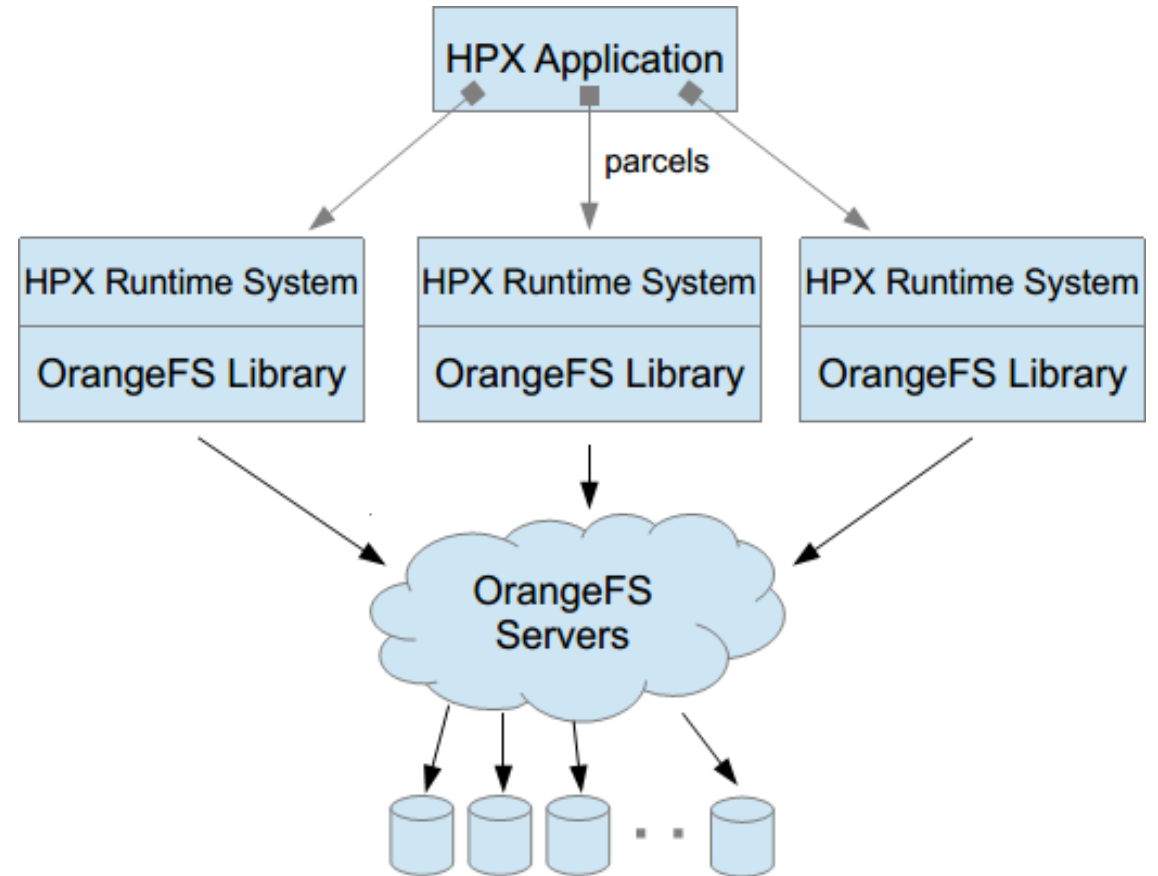 HPX Application
parcels
HPX Runtime System
HPX Runtime System
HPX Runtime System
OrangeFS Library
OrangeFS Library
OrangeFS Library
OrangeFS
Servers